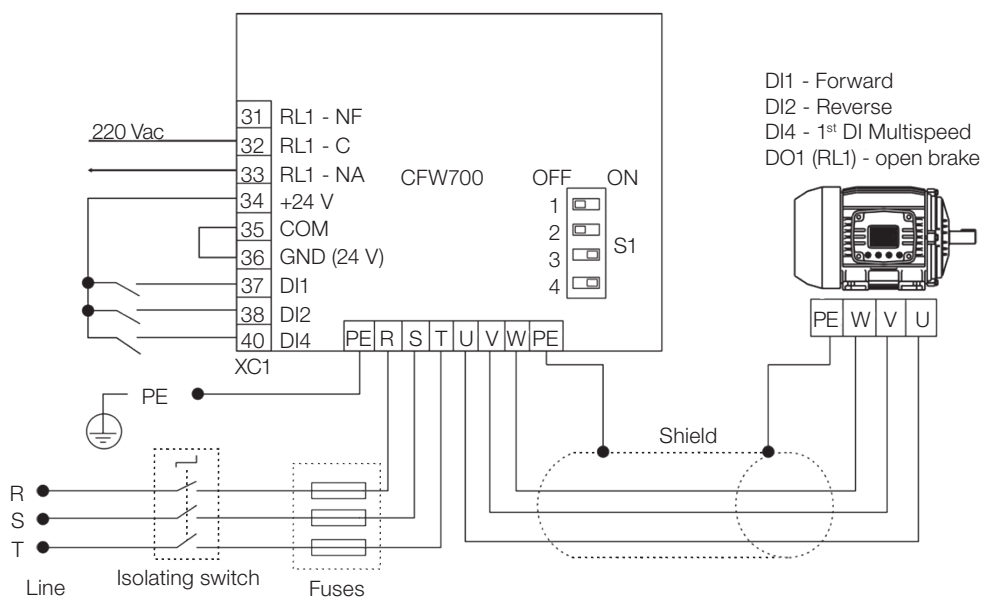 DI1 - Forward
DI2 - Reverse
DI4 - 1st DI Multispeed
DO1 (RL1) - open brake
220 Vac
31 RL1 - NF
32 RL1 - C
33 RL1 - NA
34 +24 V
35 COM
36 GND (24 V)
37 DI1
38 DI2
40 DI4
XC1
CFW700
OFF ON
1
2
3
4
S1
PE R S T U V W PE
PE W V U
PE
Shield
R
S
T
Line
Isolating switch
Fuses